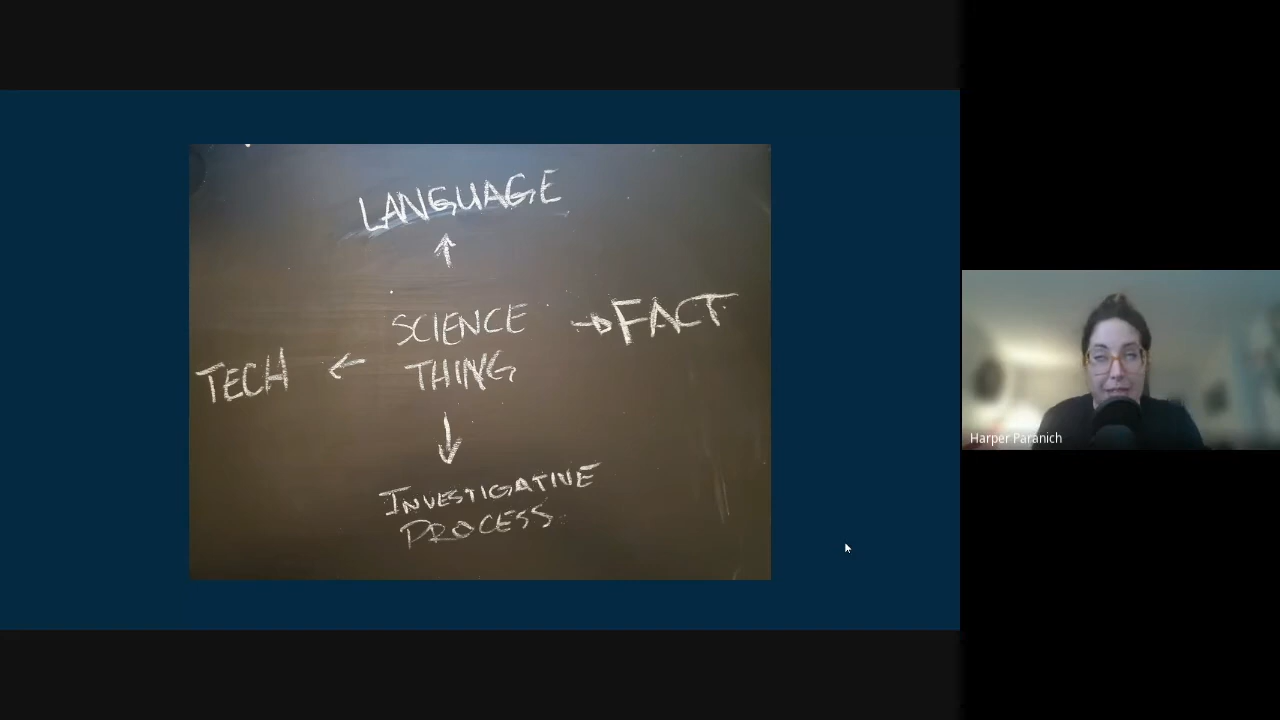 LANGUAGE
SCIENCE
THING
FACT
TECH
INVESTIGATIVE
PROCESS
Harper Paranich